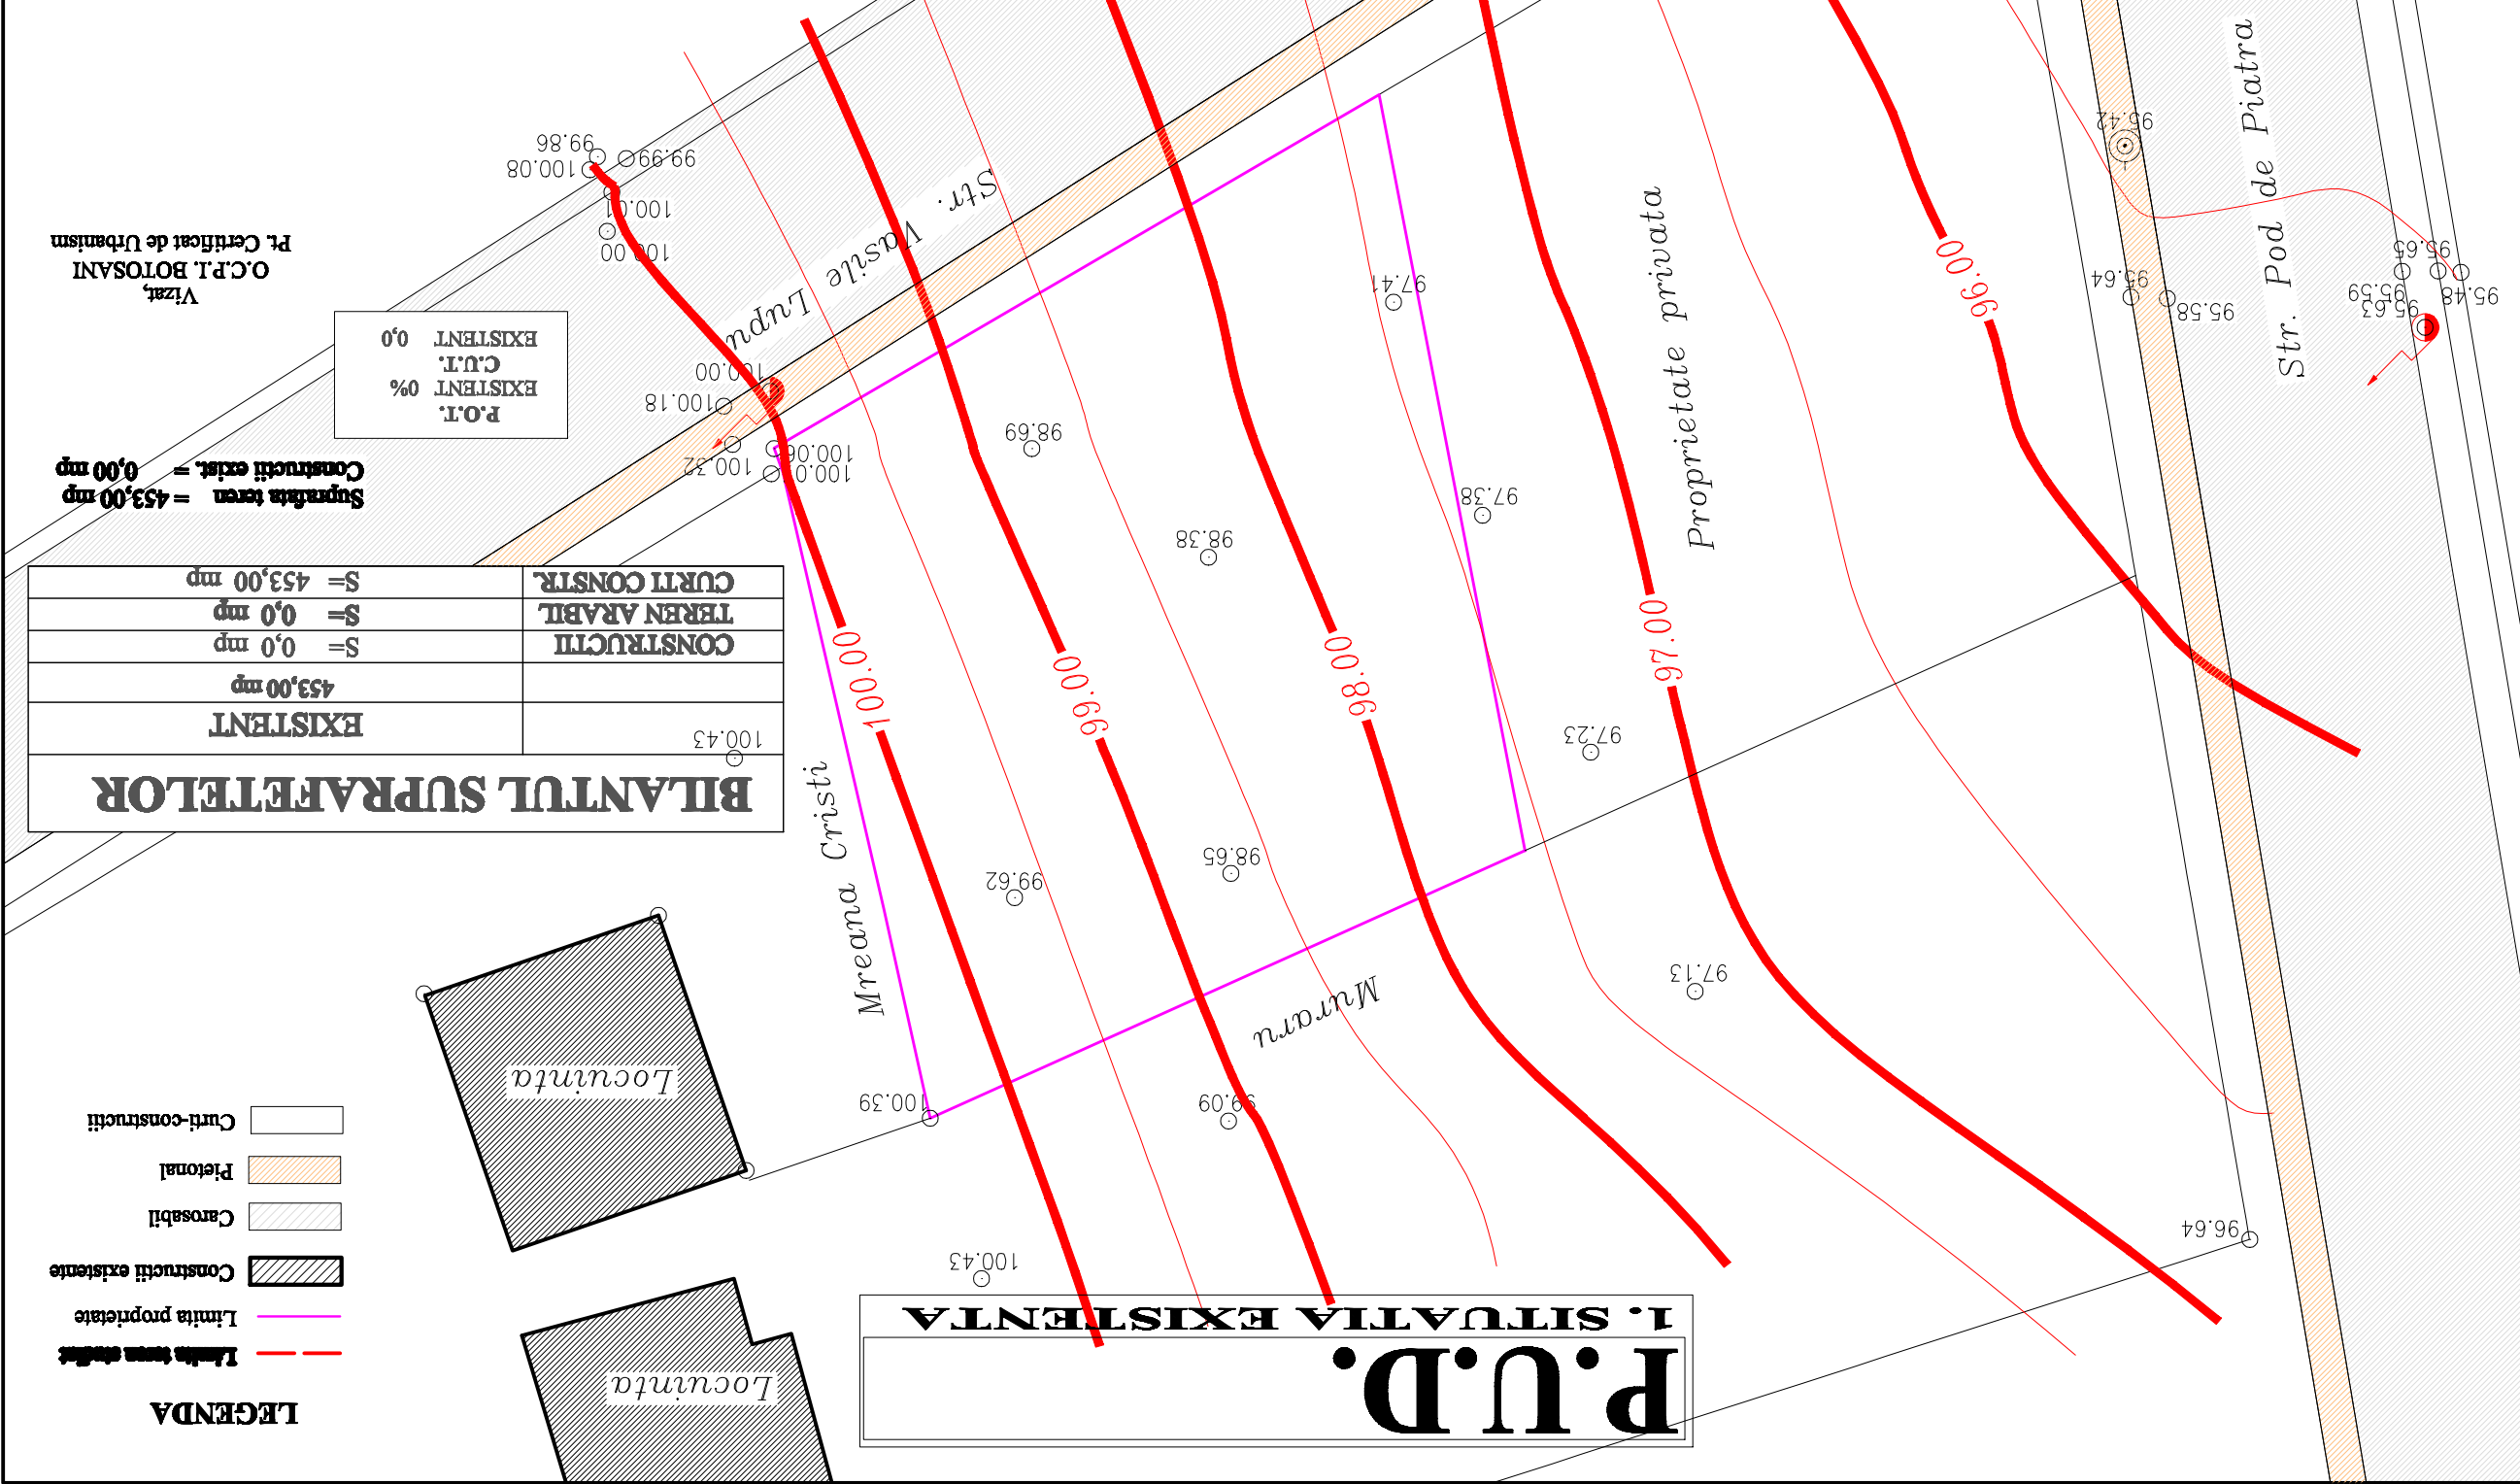 P.U.D.
1. SITUATIA EXISTENTA
LEGENDA
Limita teren studiat
Limita proprietate
Constructii existente
Carosabil
Pietonal
Curti-constructii
Locuinta
Locuinta
BILANTUL SUPRAFETELOR
EXISTENT
453,00 mp
CONSTRUCTII S= 0,0 mp
TEREN ARABIL S= 0,0 mp
CURTI CONSTR. S= 453,00 mp
Suprafata teren = 453,00 mp
Constructii exist. = 0,00 mp
P.O.T.
EXISTENT 0%
C.U.T.
EXISTENT 0,0
Vizat,
O.C.P.I. BOTOSANI
Pt. Certificat de Urbanism
Str. Vasile Lupu
Str. Pod de Piatra
Proprietate privata
Mreana Cristi
Muraru
100.00
99.00
98.00
97.00
96.00
96.64
100.43
100.39
99.09
97.13
99.62
98.65
100.43
97.23
98.38
97.38
98.69
97.41
100.32
100.06
100.18
100.00
100.00
100.01
100.08
99.86
99.99
95.42
95.64
95.58
95.65
95.59
95.63
95.48